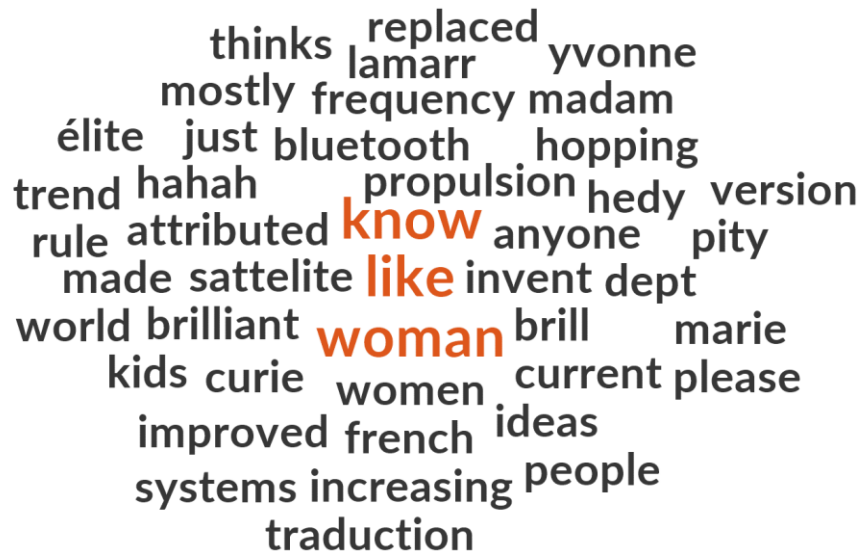 thinks replaced yvonne
lamarr
mostly frequency madam
élite just bluetooth hopping
trend hahah propulsion hedy version
rule attributed know anyone pity
made sattelite like invent dept
world brilliant woman brill marie
kids curie women current please
improved french ideas
systems increasing people
traduction